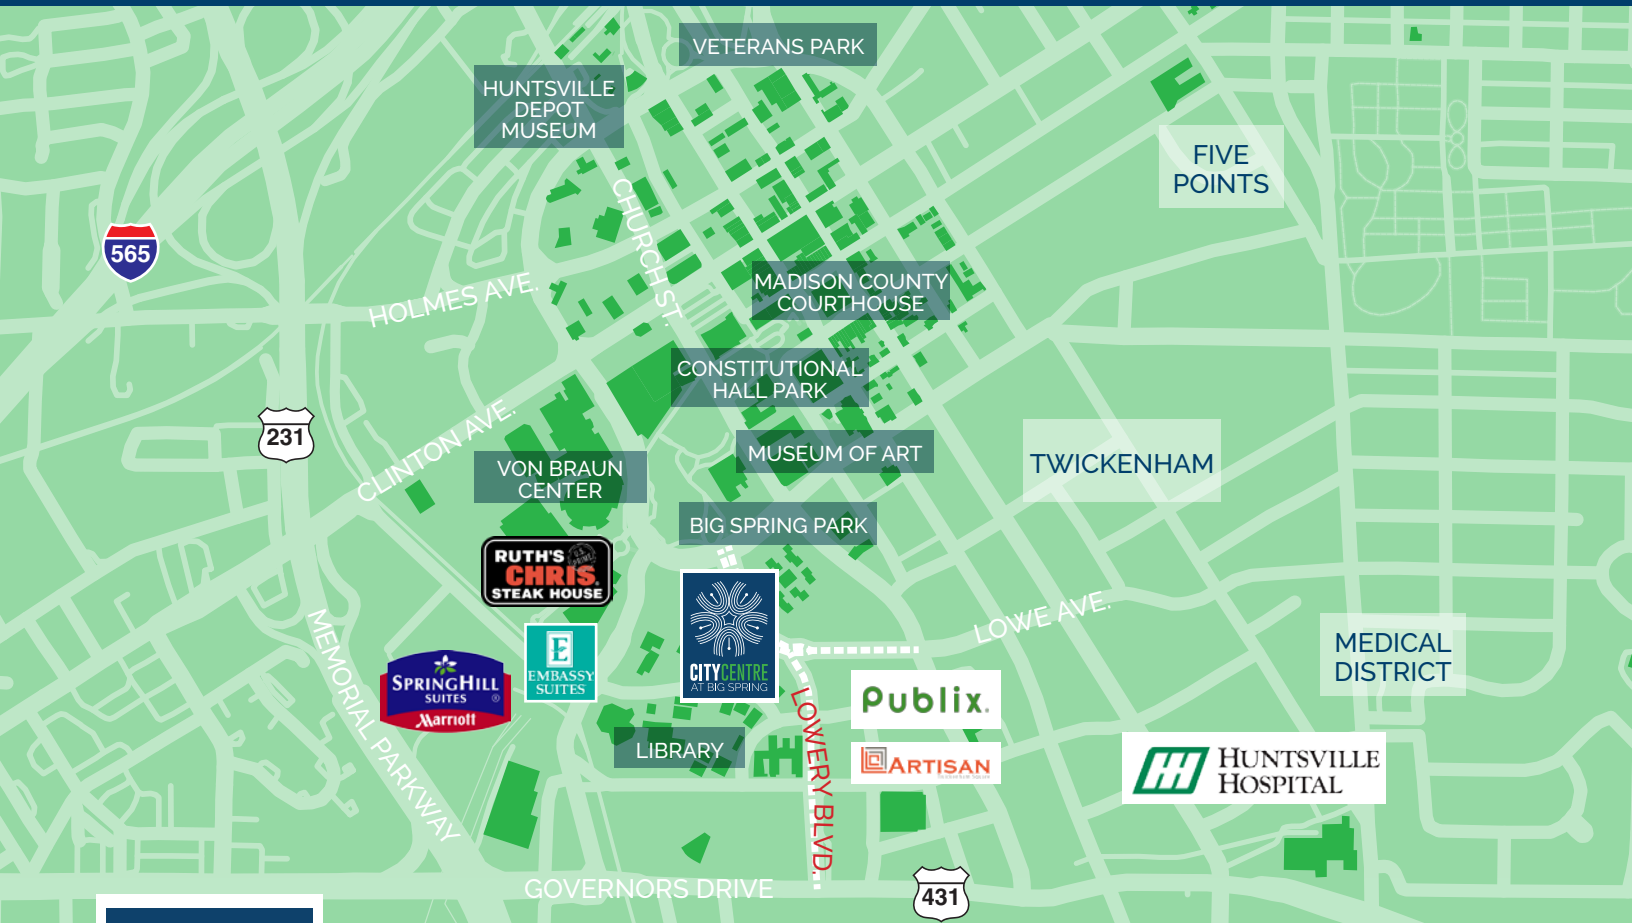 VETERANS PARK
HUNTSVILLE
DEPOT
MUSEUM
FIVE
POINTS
CHURCH ST.
565
MADISON COUNTY
COURTHOUSE
HOLMES AVE.
CONSTITUTIONAL
HALL PARK
231
CLINTON AVE.
MUSEUM OF ART
TWICKENHAM
VON BRAUN
CENTER
BIG SPRING PARK
RUTH'S
U.S.
PRIME
CHRIS
STEAK HOUSE
LOWE AVE.
MEMORIAL PARKWAY
E
EMBASSY
SUITES
SPRINGHILL
SUITES ®
Marriott
CITYCENTRE
AT BIG SPRING
MEDICAL
DISTRICT
LOWERY BLVD.
Publix.
LIBRARY
ARTISAN
HUNTSVILLE
HOSPITAL
GOVERNORS DRIVE
431